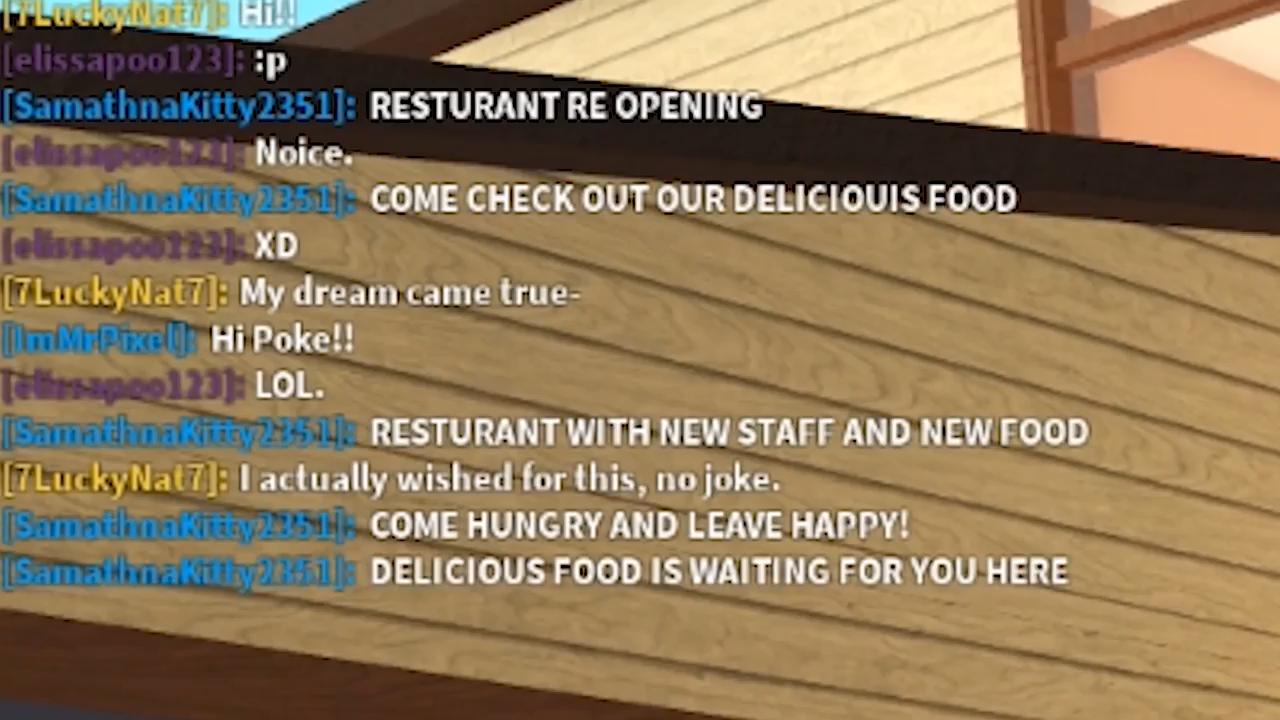 [7LuckyNat7]: Hi!!
[elissapoo123]: :p
[SamathnaKitty2351]: RESTURANT RE OPENING
[elissapoo123]: Noice.
[SamathnaKitty2351]: COME CHECK OUT OUR DELICIOUIS FOOD
[elissapoo123]: XD
[7LuckyNat7]: My dream came true-
[ImMrPixel]: Hi Poke!!
[elissapoo123]: LOL.
[SamathnaKitty2351]: RESTURANT WITH NEW STAFF AND NEW FOOD
[7LuckyNat7]: I actually wished for this, no joke.
[SamathnaKitty2351]: COME HUNGRY AND LEAVE HAPPY!
[SamathnaKitty2351]: DELICIOUS FOOD IS WAITING FOR YOU HERE